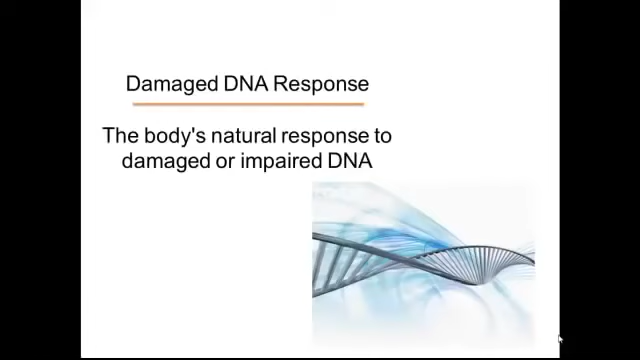 Damaged DNA Response
The body's natural response to
damaged or impaired DNA